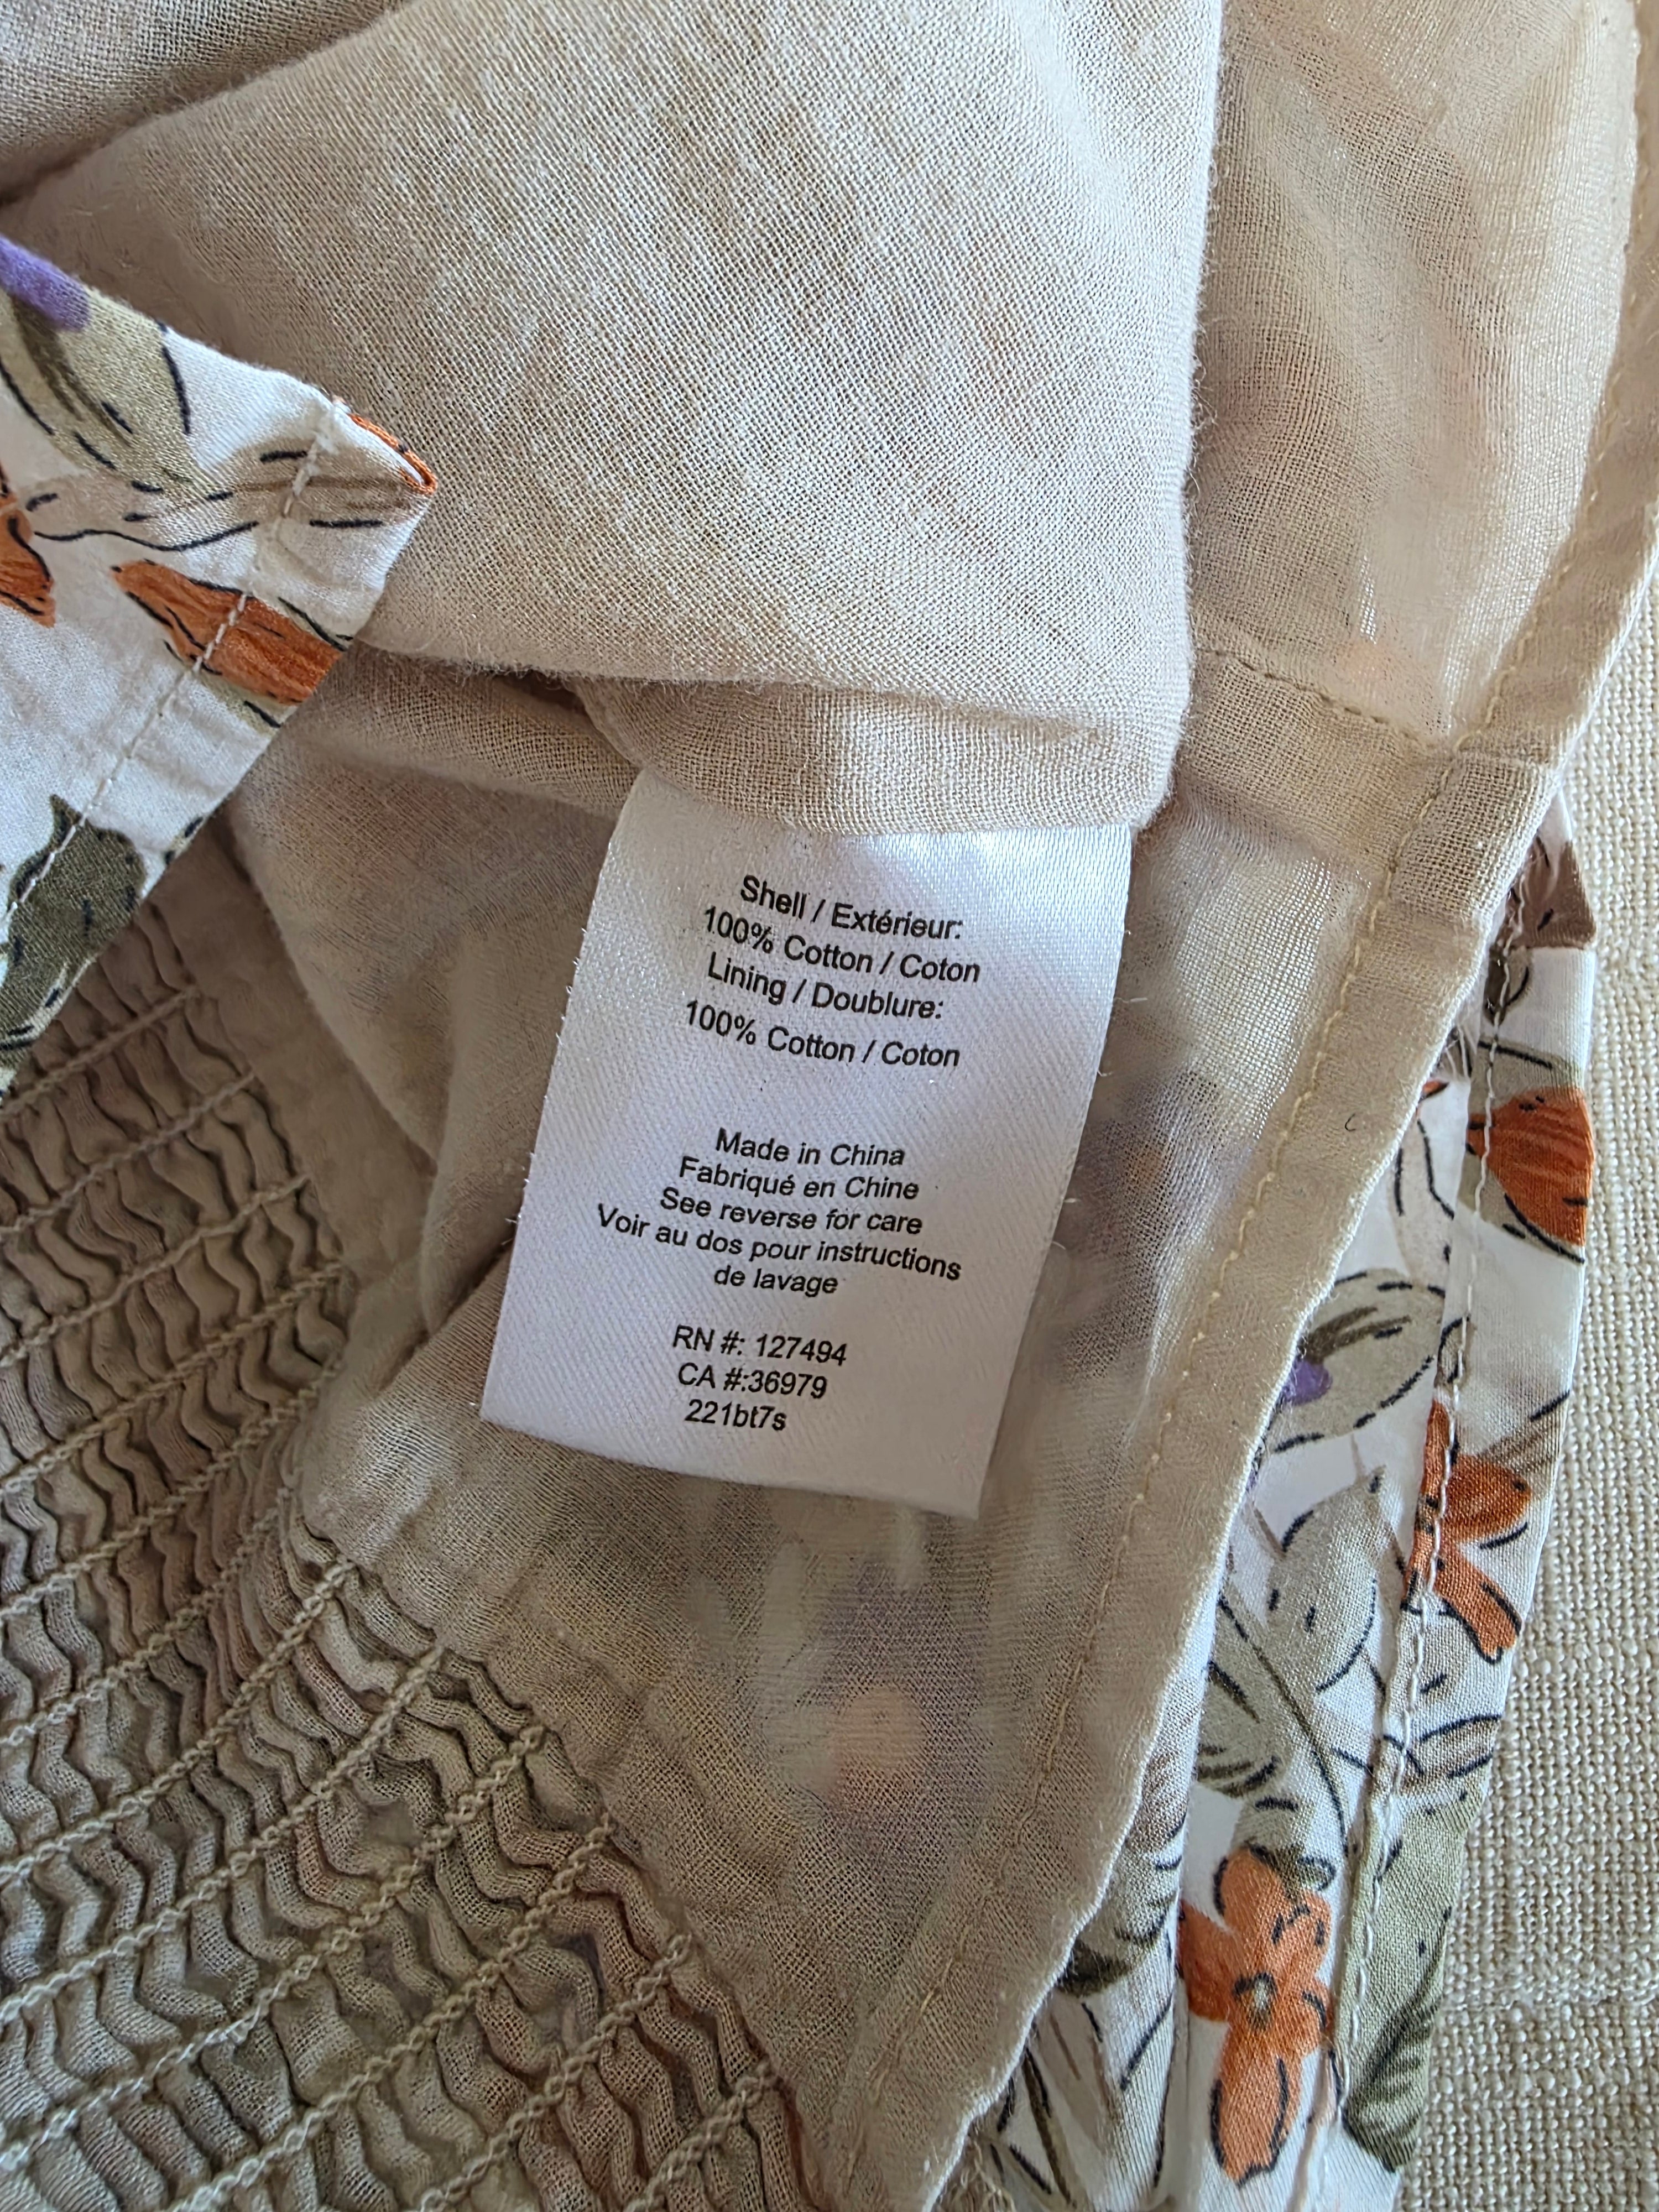 Shell / Extérieur:
100% Cotton / Coton
Lining / Doublure:
100% Cotton / Coton
Made in China
Fabriqué en Chine
See reverse for care
Voir au dos pour instructions
de lavage
RN #: 127494
CA #:36979
221bt7s